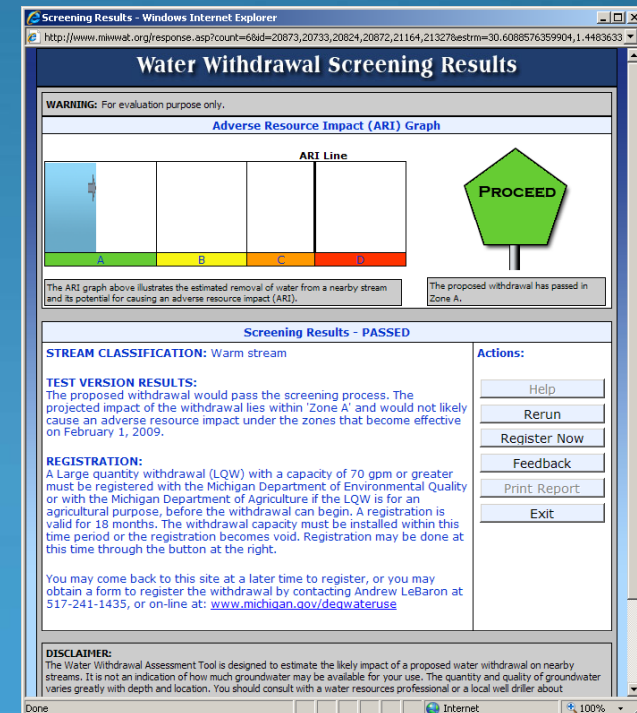 Screening Results - Windows Internet Explorer
http://www.miwwat.org/response.asp?count=6&id=20873,20733,20824,20872,21164,21327&estrm=30.6088576359904,1.4483633
Water Withdrawal Screening Results
WARNING: For evaluation purpose only.
Adverse Resource Impact (ARI) Graph
ARI Line
PROCEED
A B C D
The ARI graph above illustrates the estimated removal of water from a nearby stream
and its potential for causing an adverse resource impact (ARI).
The proposed withdrawal has passed in
Zone A.
Screening Results - PASSED
STREAM CLASSIFICATION: Warm stream
TEST VERSION RESULTS:
The proposed withdrawal would pass the screening process. The
projected impact of the withdrawal lies within 'Zone A' and would not likely
cause an adverse resource impact under the zones that become effective
on February 1, 2009.
REGISTRATION:
A Large quantity withdrawal (LQW) with a capacity of 70 gpm or greater
must be registered with the Michigan Department of Environmental Quality
or with the Michigan Department of Agriculture if the LQW is for an
agricultural purpose, before the withdrawal can begin. A registration is
valid for 18 months. The withdrawal capacity must be installed within this
time period or the registration becomes void. Registration may be done at
this time through the button at the right.
You may come back to this site at a later time to register, or you may
obtain a form to register the withdrawal by contacting Andrew LeBaron at
517-241-1435, or on-line at: www.michigan.gov/deqwateruse
Actions:
Help
Rerun
Register Now
Feedback
Print Report
Exit
DISCLAIMER:
The Water Withdrawal Assessment Tool is designed to estimate the likely impact of a proposed water withdrawal on nearby
streams. It is not an indication of how much groundwater may be available for your use. The quantity and quality of groundwater
varies greatly with depth and location. You should consult with a water resources professional or a local well driller about
Done
Internet
100%